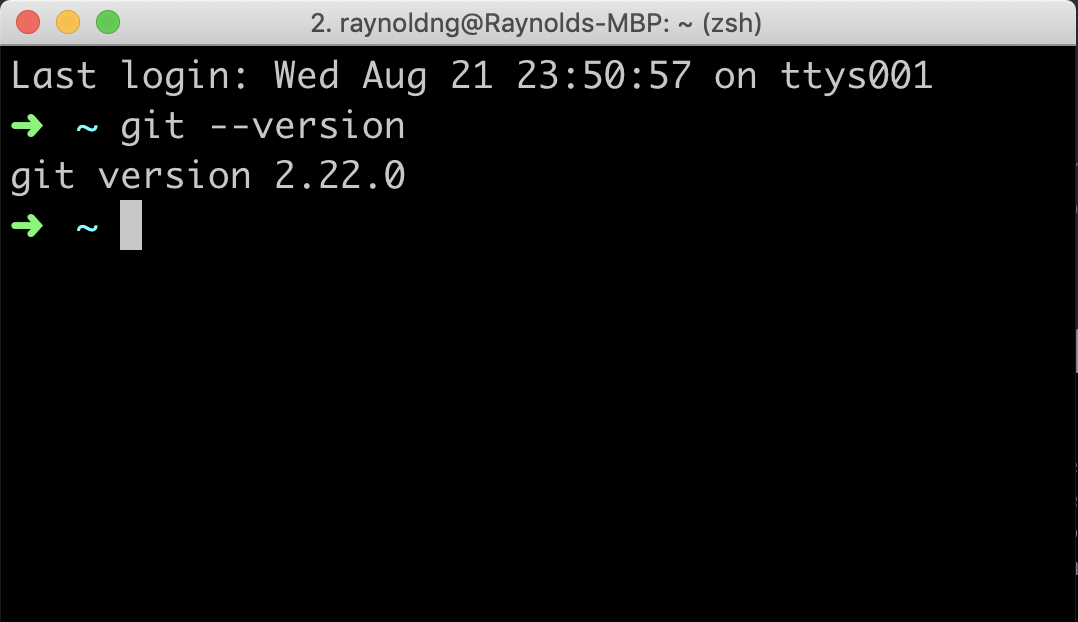 2. raynoldng@Raynolds-MBP: ~ (zsh)
Last login: Wed Aug 21 23:50:57 on ttys001
➜ ~ git --version
git version 2.22.0
➜ ~